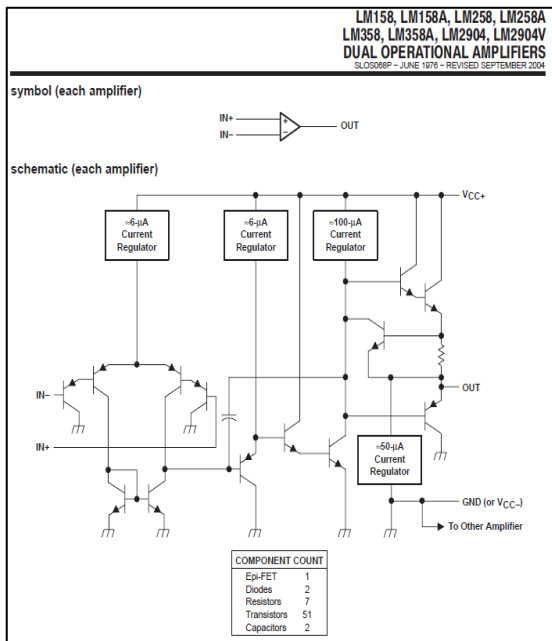 LM158, LM158A, LM258, LM258A
LM358, LM358A, LM2904, LM2904V
DUAL OPERATIONAL AMPLIFIERS
SLOS068P – JUNE 1976 – REVISED SEPTEMBER 2004
symbol (each amplifier)
IN+
IN−
+
−
OUT
schematic (each amplifier)
VCC+
≈6-µA
Current
Regulator
≈6-µA
Current
Regulator
≈100-µA
Current
Regulator
IN−
OUT
IN+
≈50-µA
Current
Regulator
GND (or VCC−)
To Other Amplifier
COMPONENT COUNT
Epi-FET 1
Diodes 2
Resistors 7
Transistors 51
Capacitors 2